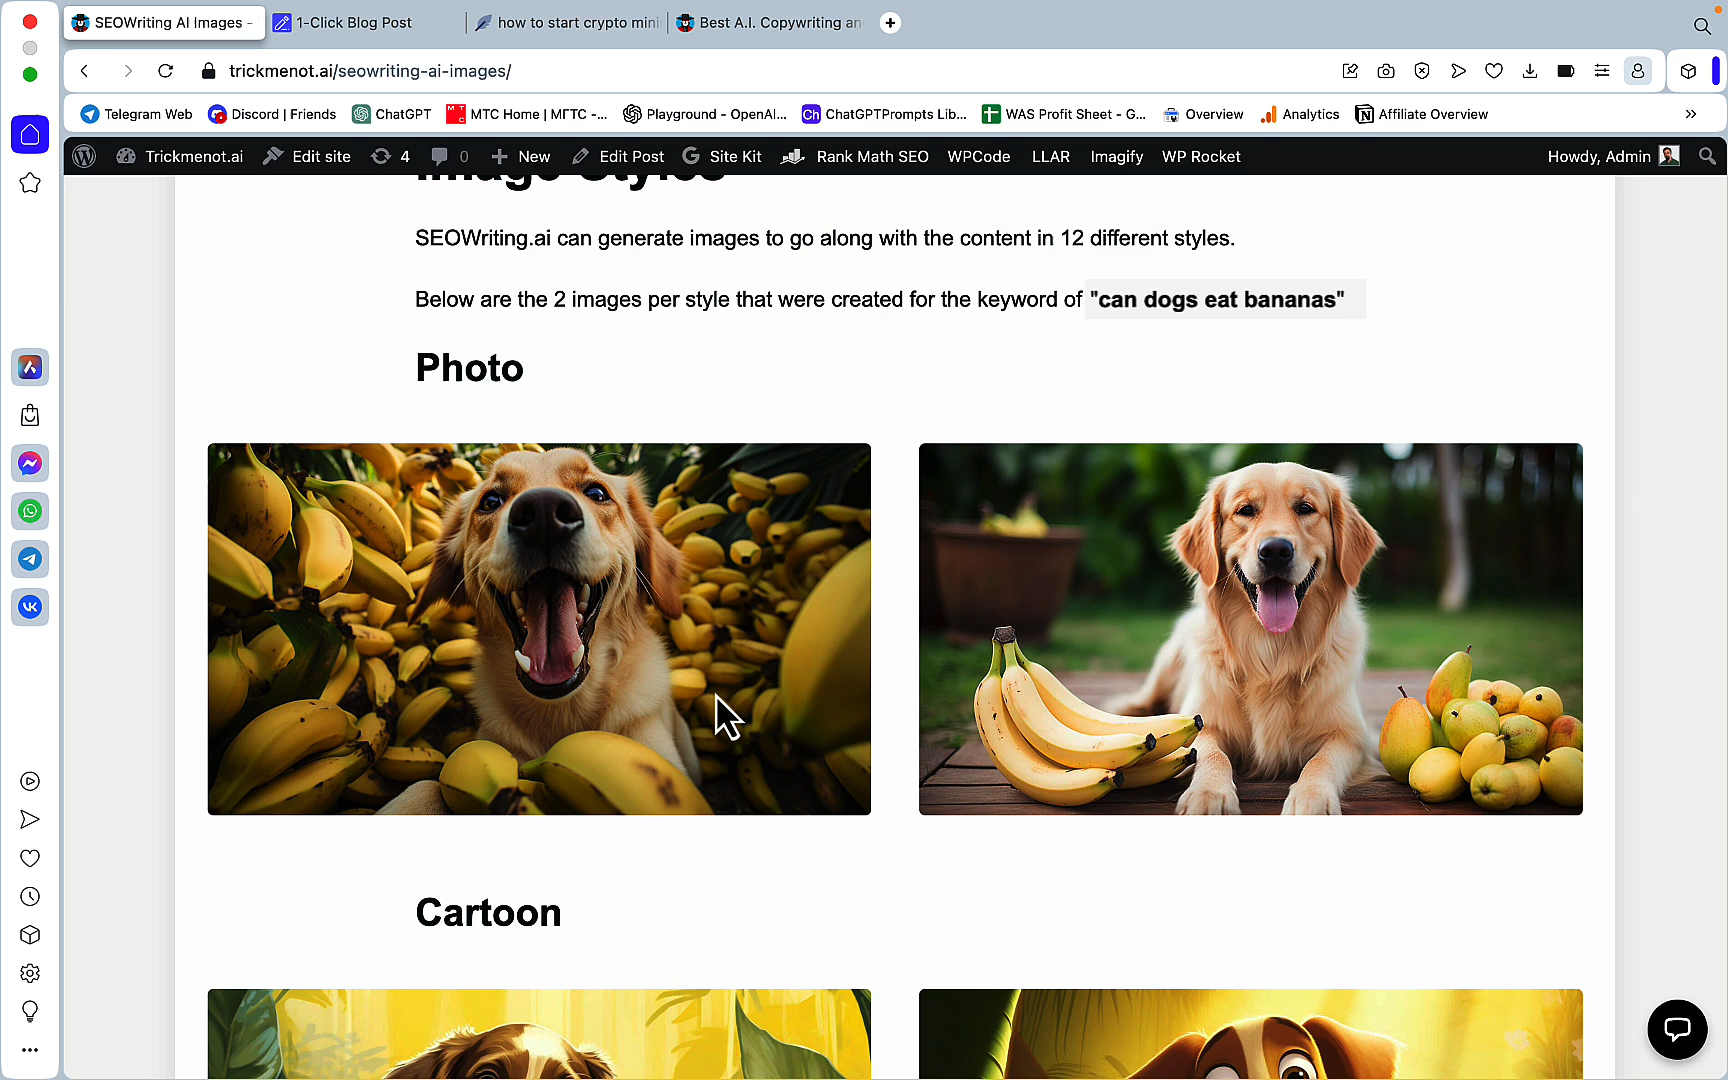 SEOWriting AI Images -
1-Click Blog Post
how to start crypto mini
Best A.I. Copywriting an
trickmenot.ai/seowriting-ai-images/
Telegram Web
Discord | Friends
ChatGPT
МТС Home | МГТС -...
Playground - OpenAI...
Ch
ChatGPTPrompts Lib...
WAS Profit Sheet - G...
Overview
Analytics
Affiliate Overview
Trickmenot.ai
Edit site
4
0
New
Edit Post
Site Kit
Rank Math SEO
WPCode
LLAR
Imagify
WP Rocket
Howdy, Admin
Image Styles
SEOWriting.ai can generate images to go along with the content in 12 different styles.
Below are the 2 images per style that were created for the keyword of "can dogs eat bananas"
Photo
Cartoon